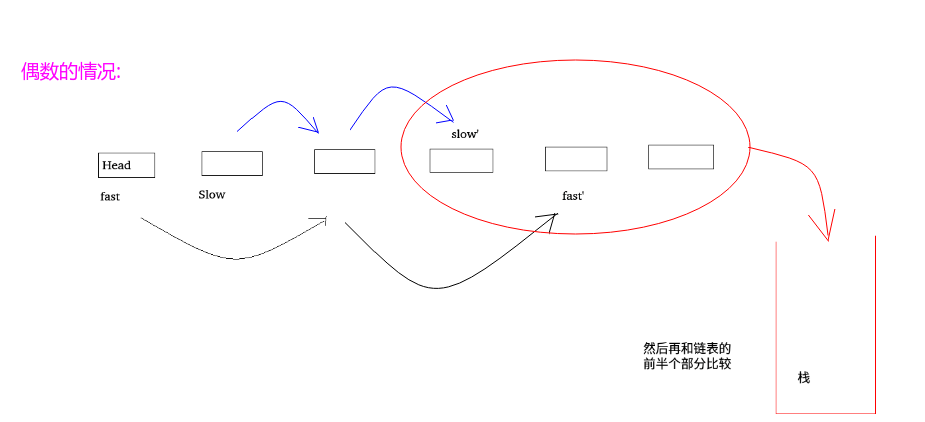 偶数的情况:
slow'
Head
fast
Slow
fast'
然后再和链表的
前半个部分比较
栈